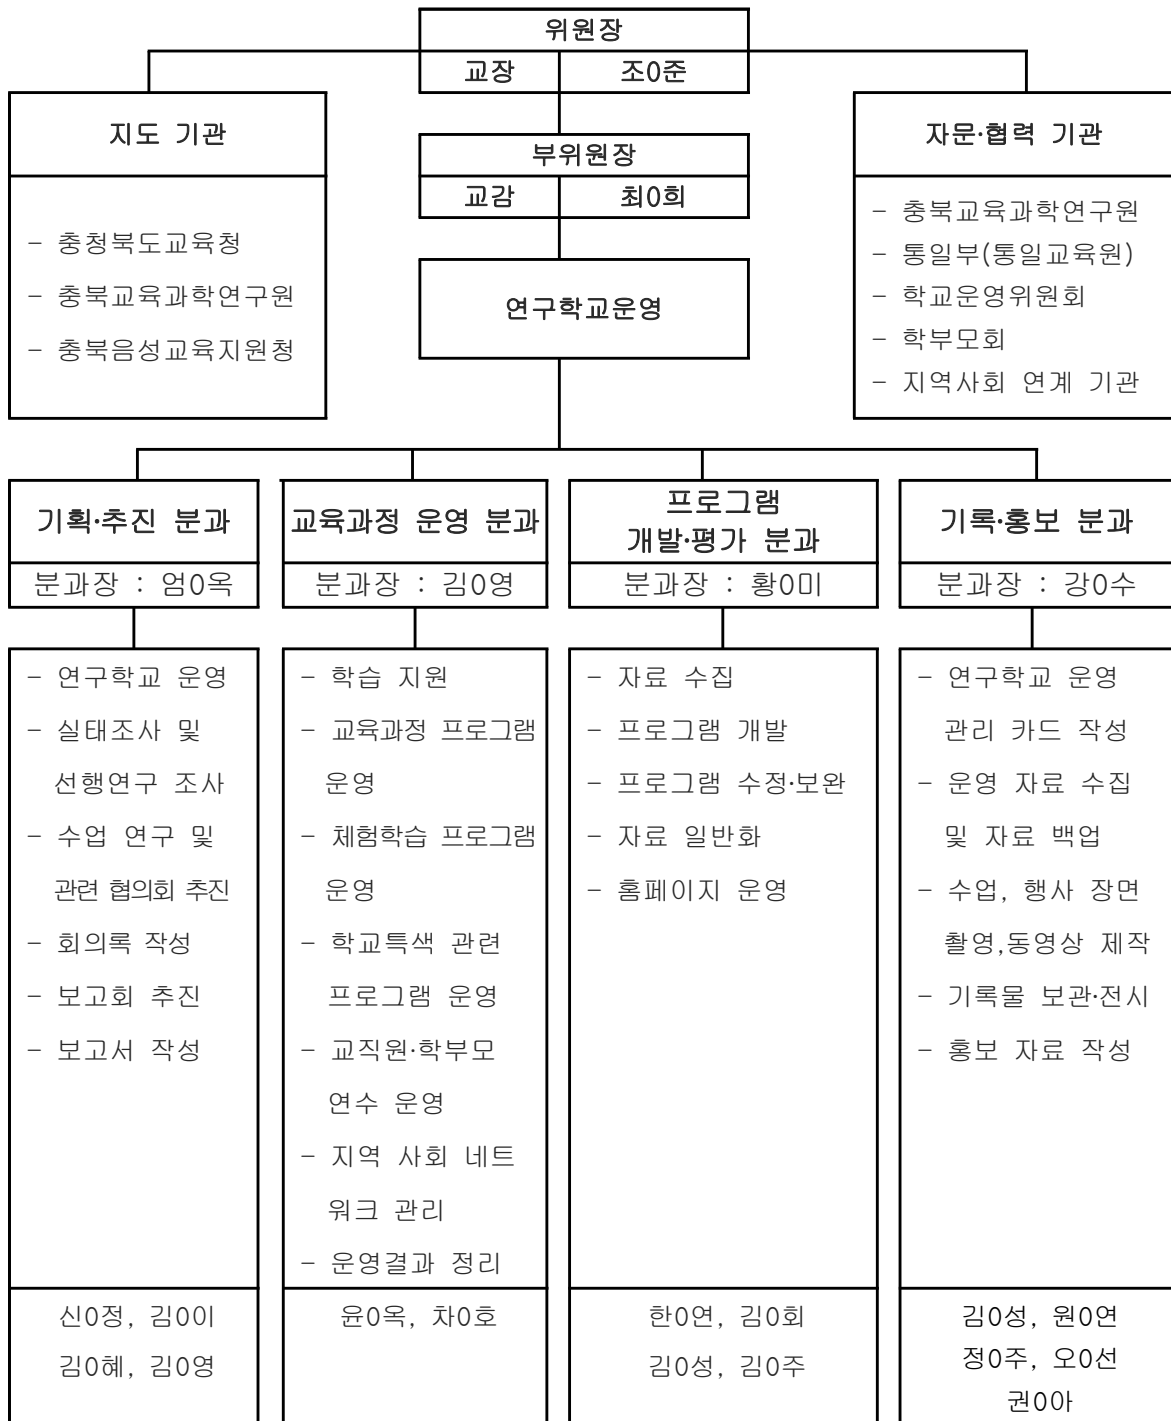 위원장
교장 조0준
지도 기관
- 충청북도교육청
- 충북교육과학연구원
- 충북음성교육지원청
부위원장
교감 최0희
연구학교운영
자문·협력 기관
- 충북교육과학연구원
- 통일부(통일교육원)
- 학교운영위원회
- 학부모회
- 지역사회 연계 기관
기획·추진 분과
분과장 : 엄0옥
- 연구학교 운영
- 실태조사 및
선행연구 조사
- 수업 연구 및
관련 협의회 추진
- 회의록 작성
- 보고회 추진
- 보고서 작성
신0정, 김0이
김0혜, 김0영
교육과정 운영 분과
분과장 : 김0영
- 학습 지원
- 교육과정 프로그램
운영
- 체험학습 프로그램
운영
- 학교특색 관련
프로그램 운영
- 교직원·학부모
연수 운영
- 지역 사회 네트
워크 관리
- 운영결과 정리
윤0옥, 차0호
프로그램
개발·평가 분과
분과장 : 황0미
- 자료 수집
- 프로그램 개발
- 프로그램 수정·보완
- 자료 일반화
- 홈페이지 운영
한0연, 김0회
김0성, 김0주
기록·홍보 분과
분과장 : 강0수
- 연구학교 운영
관리 카드 작성
- 운영 자료 수집
및 자료 백업
- 수업, 행사 장면
촬영,동영상 제작
- 기록물 보관·전시
- 홍보 자료 작성
김0성, 원0연
정0주, 오0선
권0아